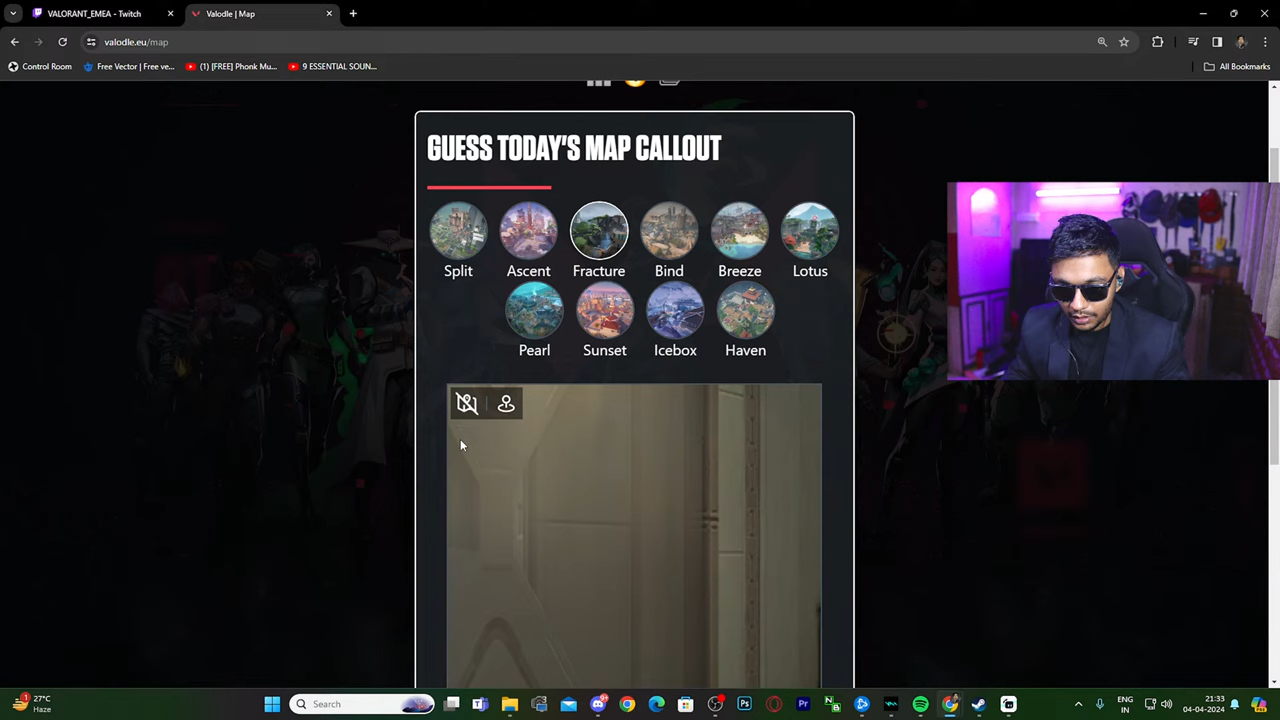 VALORANT_EMEA - Twitch
Valodle | Map
valodle.eu/map
Control Room
Free Vector | Free ve...
(1) [FREE] Phonk Mu...
9 ESSENTIAL SOUN...
All Bookmarks
GUESS TODAY'S MAP CALLOUT
Split
Ascent
Fracture
Bind
Breeze
Lotus
Pearl
Sunset
Icebox
Haven
1
27°C
Haze
Search
ENG
IN
21:33
04-04-2024